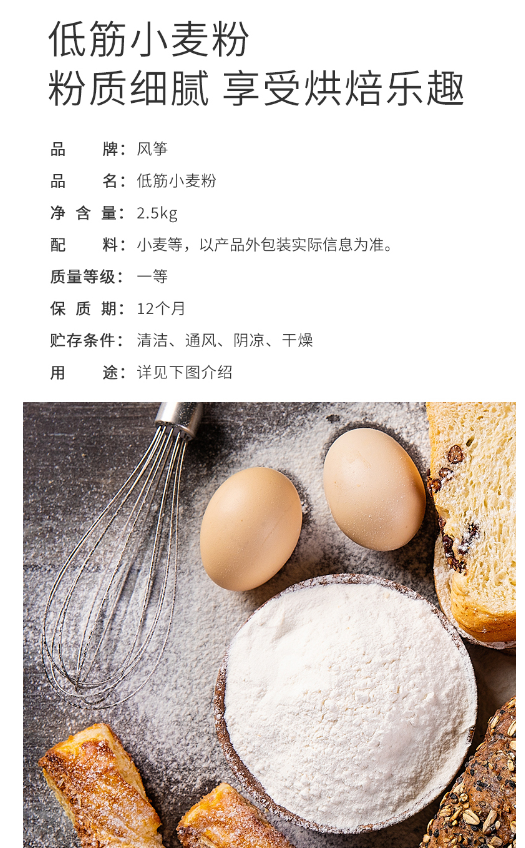 低筋小麦粉
粉质细腻 享受烘焙乐趣
品 牌：风筝
品 名：低筋小麦粉
净 含 量：2.5kg
配 料：小麦等，以产品外包装实际信息为准。
质量等级：一等
保 质 期：12个月
贮存条件：清洁、通风、阴凉、干燥
用 途：详见下图介绍